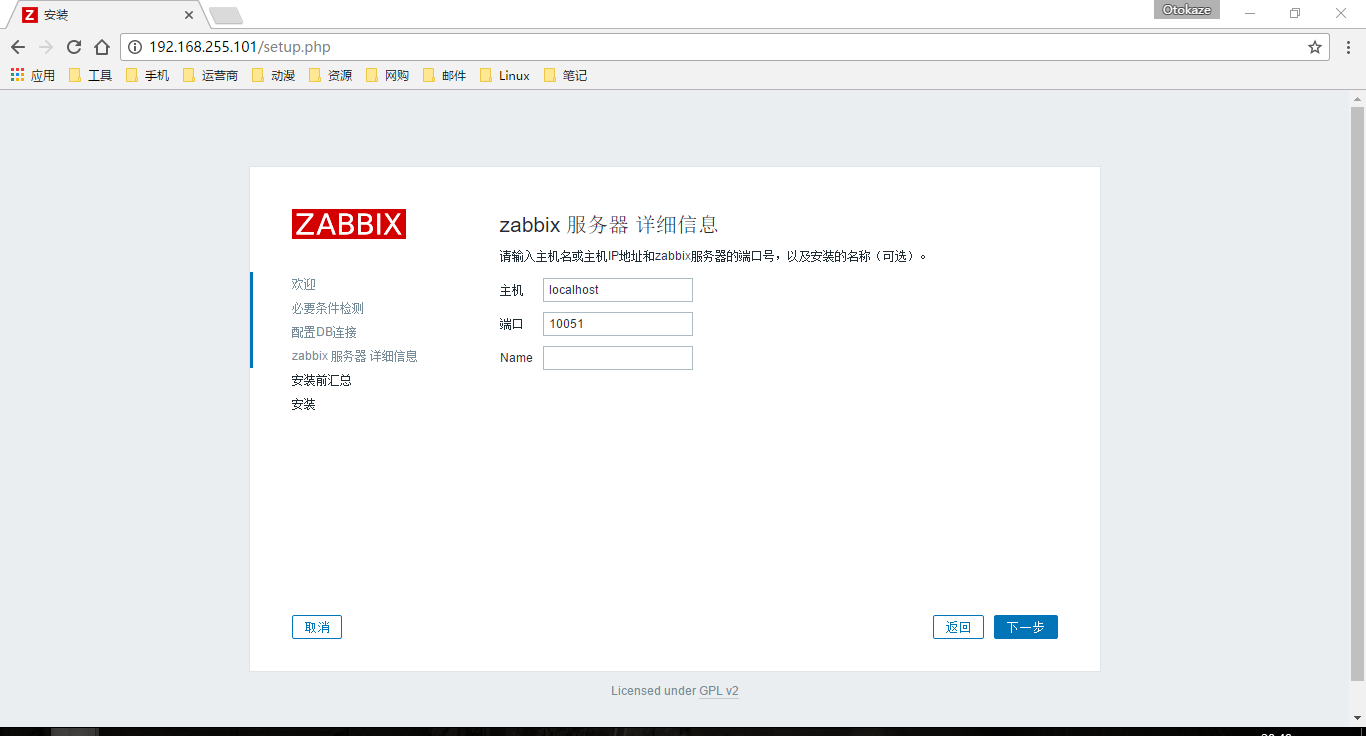 Z 安装
Otokaze
192.168.255.101/setup.php
应用 工具 手机 运营商 动漫 资源 网购 邮件 Linux 笔记
ZABBIX
欢迎
必要条件检测
配置DB连接
zabbix 服务器 详细信息
安装前汇总
安装
zabbix 服务器 详细信息
请输入主机名或主机IP地址和zabbix服务器的端口号，以及安装的名称（可选）。
主机 localhost
端口 10051
Name
取消 返回 下一步
Licensed under GPL v2